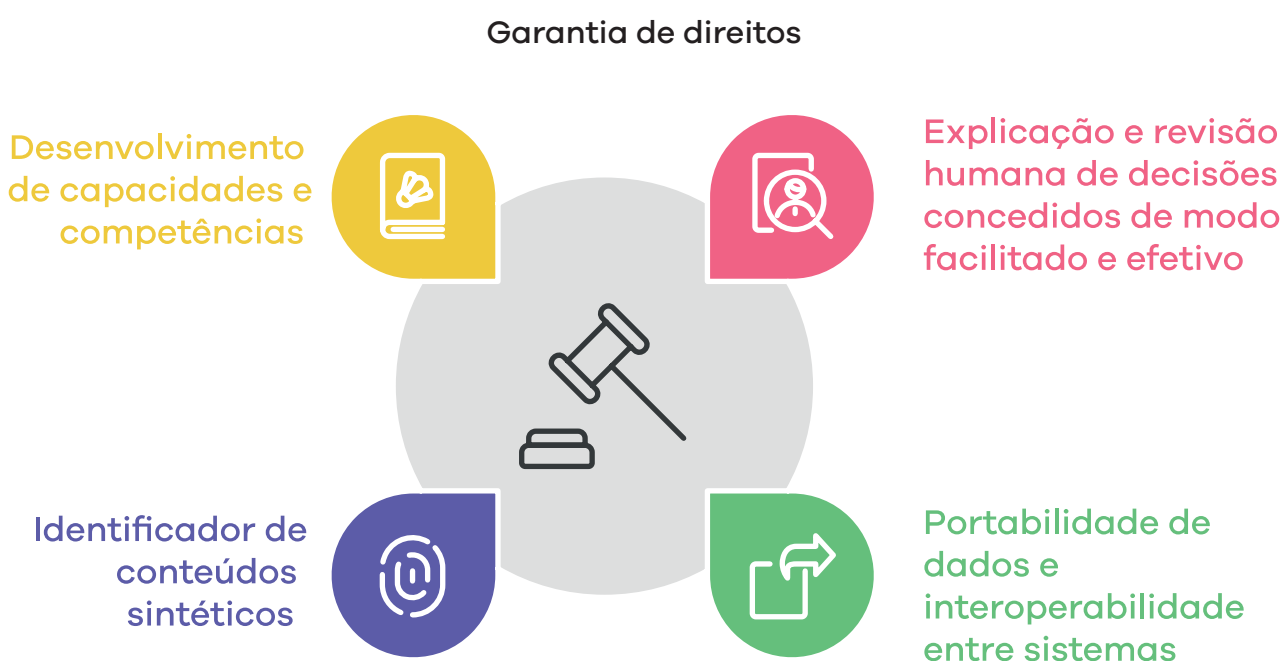 Garantia de direitos
Desenvolvimento
de capacidades e
competências
Explicação e revisão
humana de decisões
concedidos de modo
facilitado e efetivo
Identificador de
conteúdos
sintéticos
Portabilidade de
dados e
interoperabilidade
entre sistemas